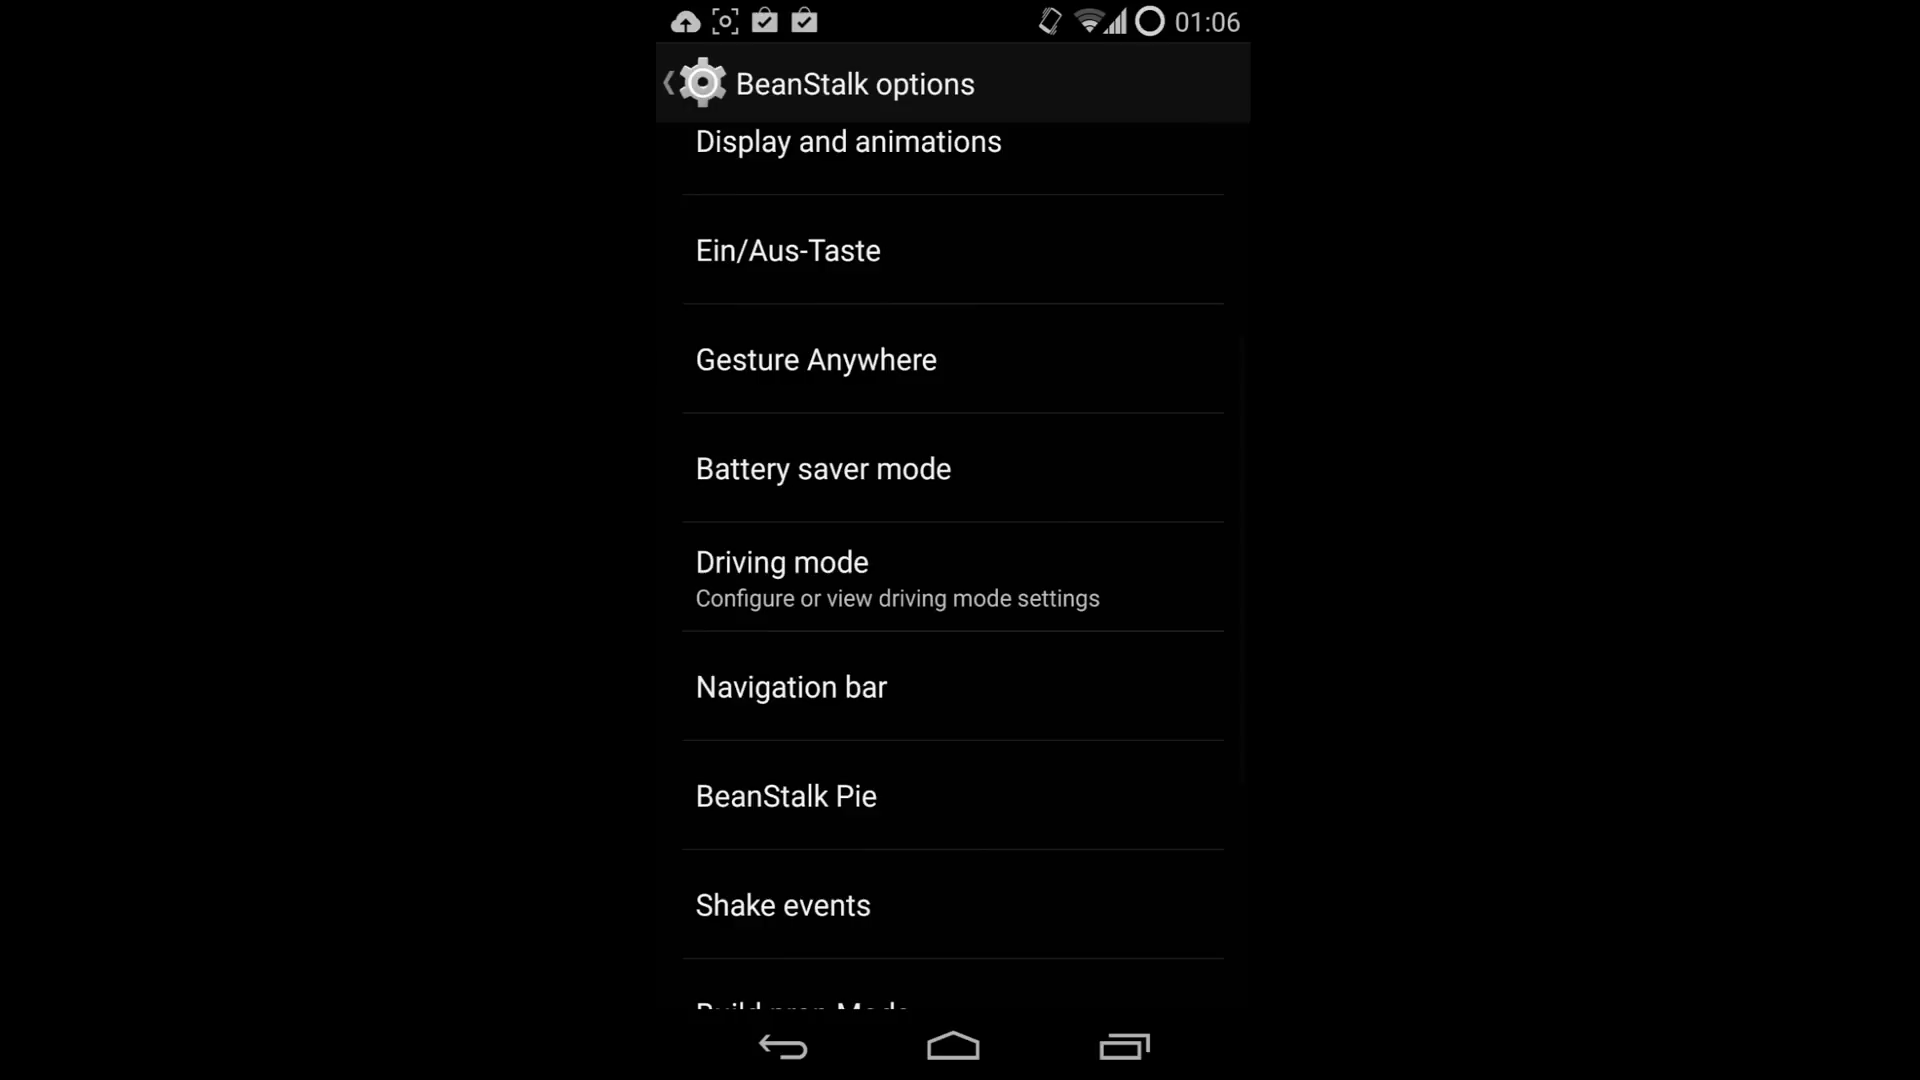 01:06
BeanStalk options
Display and animations
Ein/Aus-Taste
Gesture Anywhere
Battery saver mode
Driving mode
Configure or view driving mode settings
Navigation bar
BeanStalk Pie
Shake events